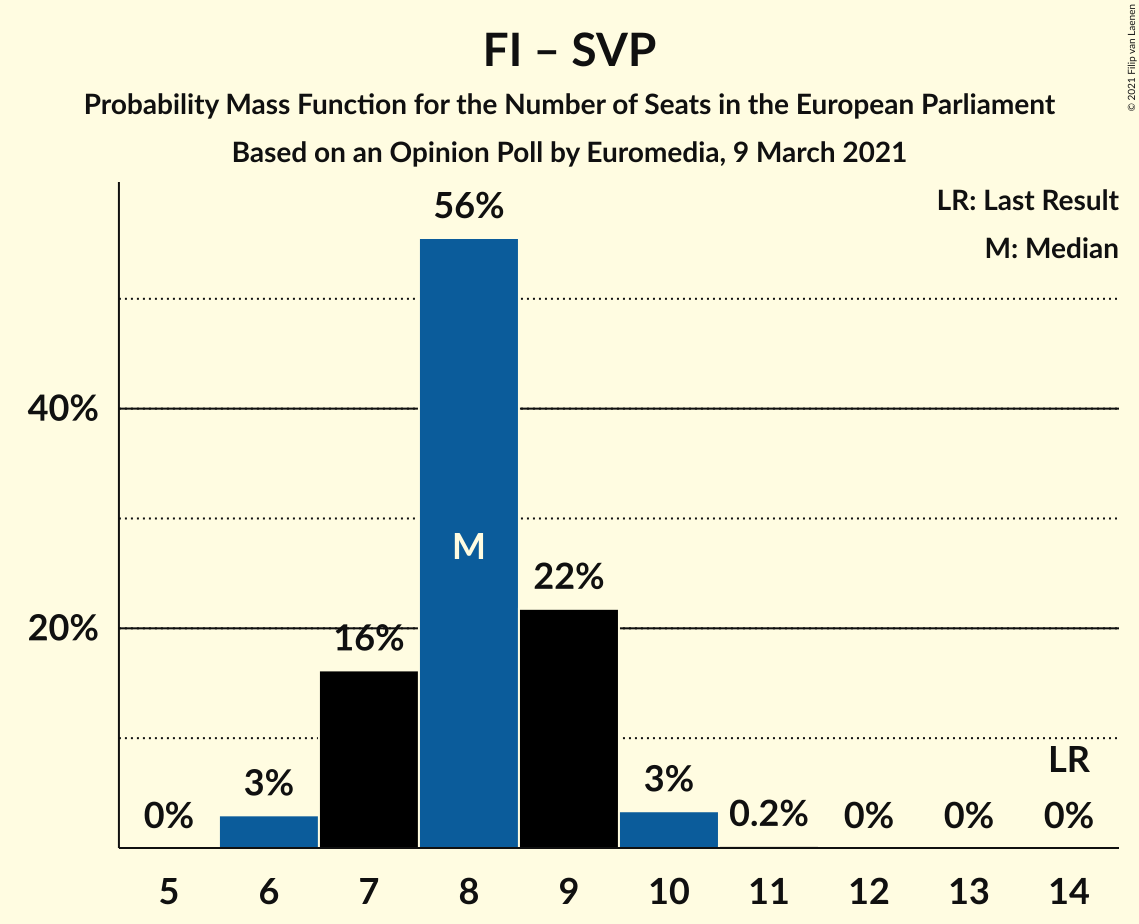 FI – SVP
Probability Mass Function for the Number of Seats in the European Parliament
Based on an Opinion Poll by Euromedia, 9 March 2021
© 2021 Filip van Laenen
LR: Last Result
M: Median
56%
40%
M
22%
20%
16%
LR
3%
3%
0%
0.2%
0%
0%
0%
5 6 7 8 9 10 11 12 13 14